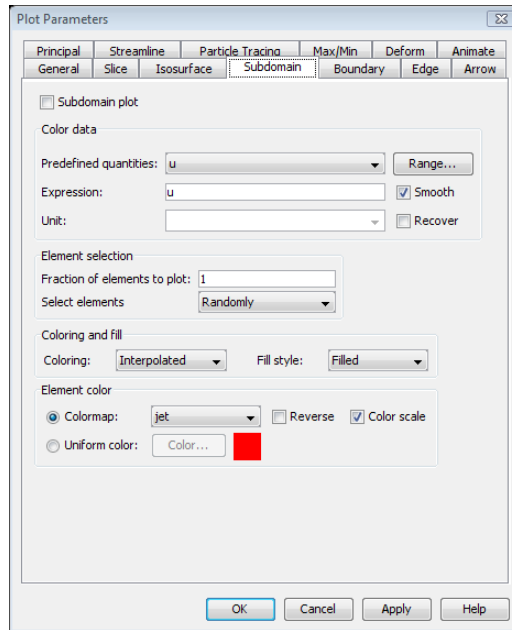 Plot Parameters
Principal Streamline Particle Tracing Max/Min Deform Animate
General Slice Isosurface Subdomain Boundary Edge Arrow
Subdomain plot
Color data
Predefined quantities: u Range...
Expression: u Smooth
Unit: Recover
Element selection
Fraction of elements to plot: 1
Select elements Randomly
Coloring and fill
Coloring: Interpolated Fill style: Filled
Element color
Colormap: jet Reverse Color scale
Uniform color: Color...
OK Cancel Apply Help